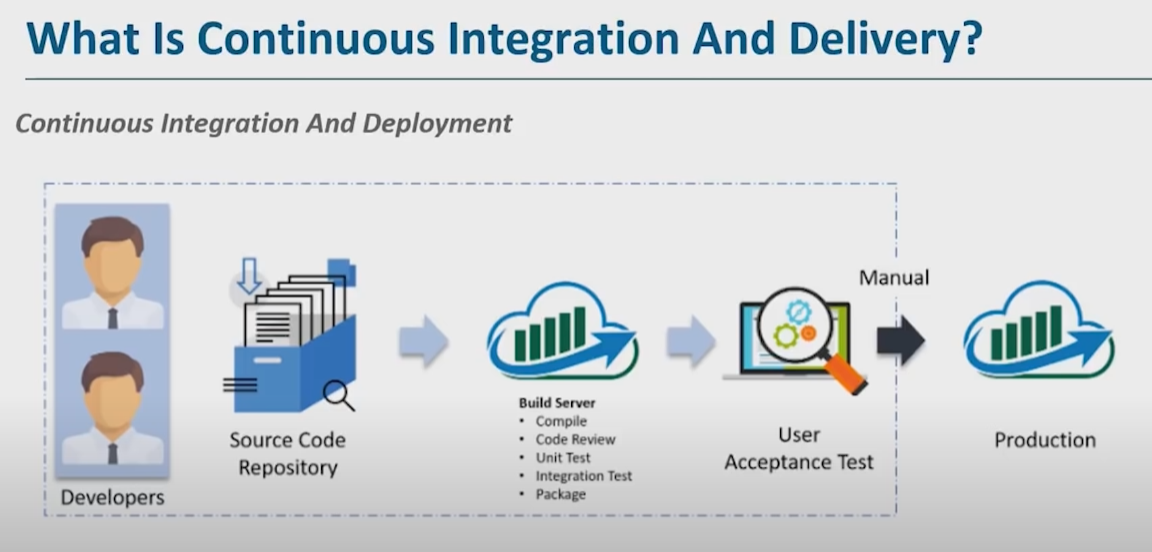 What Is Continuous Integration And Delivery?
Continuous Integration And Deployment
Manual
Developers
Source Code
Repository
Build Server
• Compile
• Code Review
• Unit Test
• Integration Test
• Package
User
Acceptance Test
Production